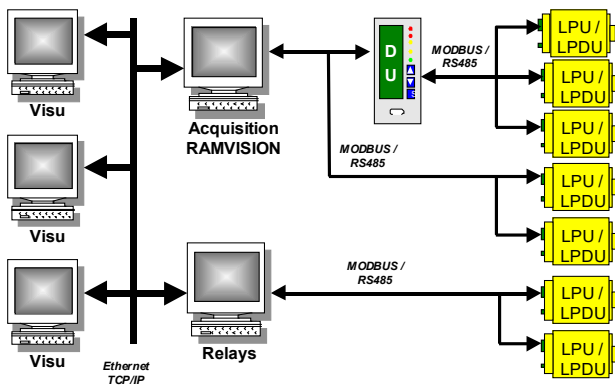 Visu
Acquisition
RAMVISION
D
U
S
MODBUS /
RS485
LPU /
LPDU
LPU /
LPDU
LPU /
LPDU
Visu
MODBUS /
RS485
LPU /
LPDU
LPU /
LPDU
Visu
Relays
MODBUS /
RS485
LPU /
LPDU
LPU /
LPDU
Ethernet
TCP/IP